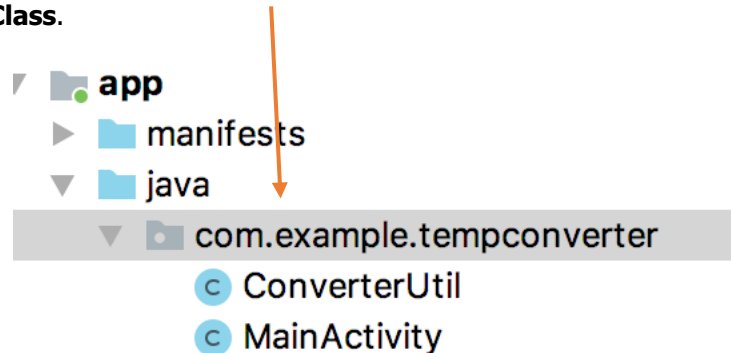 Class.
app
manifests
java
com.example.tempconverter
C ConverterUtil
C MainActivity